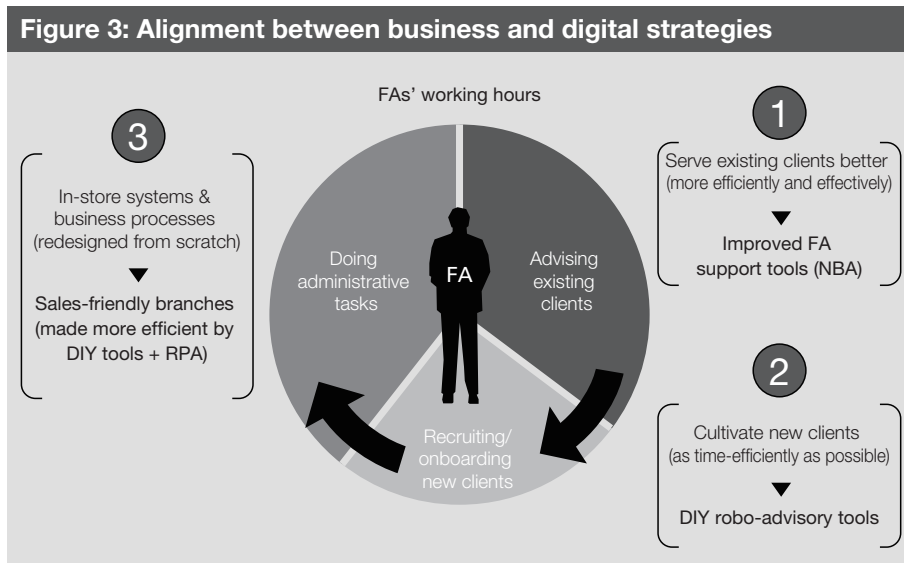 Figure 3: Alignment between business and digital strategies
FAs’ working hours
1
Serve existing clients better
(more efficiently and effectively)
▼
Improved FA
support tools (NBA)
2
Cultivate new clients
(as time-efficiently as possible)
▼
DIY robo-advisory tools
3
In-store systems &
business processes
(redesigned from scratch)
▼
Sales-friendly branches
(made more efficient by
DIY tools + RPA)
FA
Advising
existing
clients
Recruiting/
onboarding
new clients
Doing
administrative
tasks